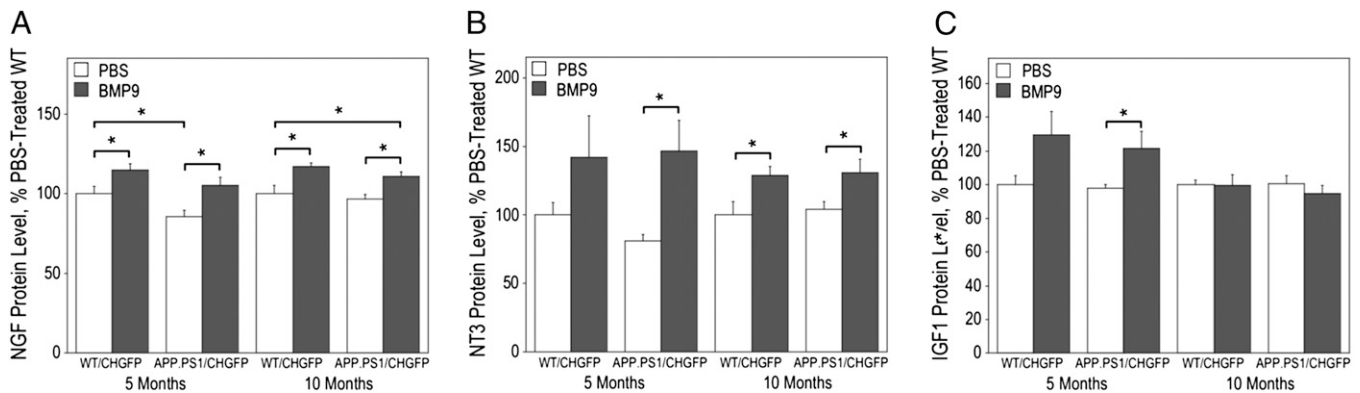 A
NGF Protein Level, % PBS-Treated WT
PBS
BMP9
150
100
50
0
*
*
*
*
*
*
WT/CHGFP
APP.PS1/CHGFP
WT/CHGFP
APP.PS1/CHGFP
5 Months
10 Months
B
NT3 Protein Level, % PBS-Treated WT
PBS
BMP9
200
150
100
50
0
*
*
*
WT/CHGFP
APP.PS1/CHGFP
WT/CHGFP
APP.PS1/CHGFP
5 Months
10 Months
C
IGF1 Protein Le*vel, % PBS-Treated WT
PBS
BMP9
160
140
120
100
80
60
40
20
0
*
WT/CHGFP
APP.PS1/CHGFP
WT/CHGFP
APP.PS1/CHGFP
5 Months
10 Months